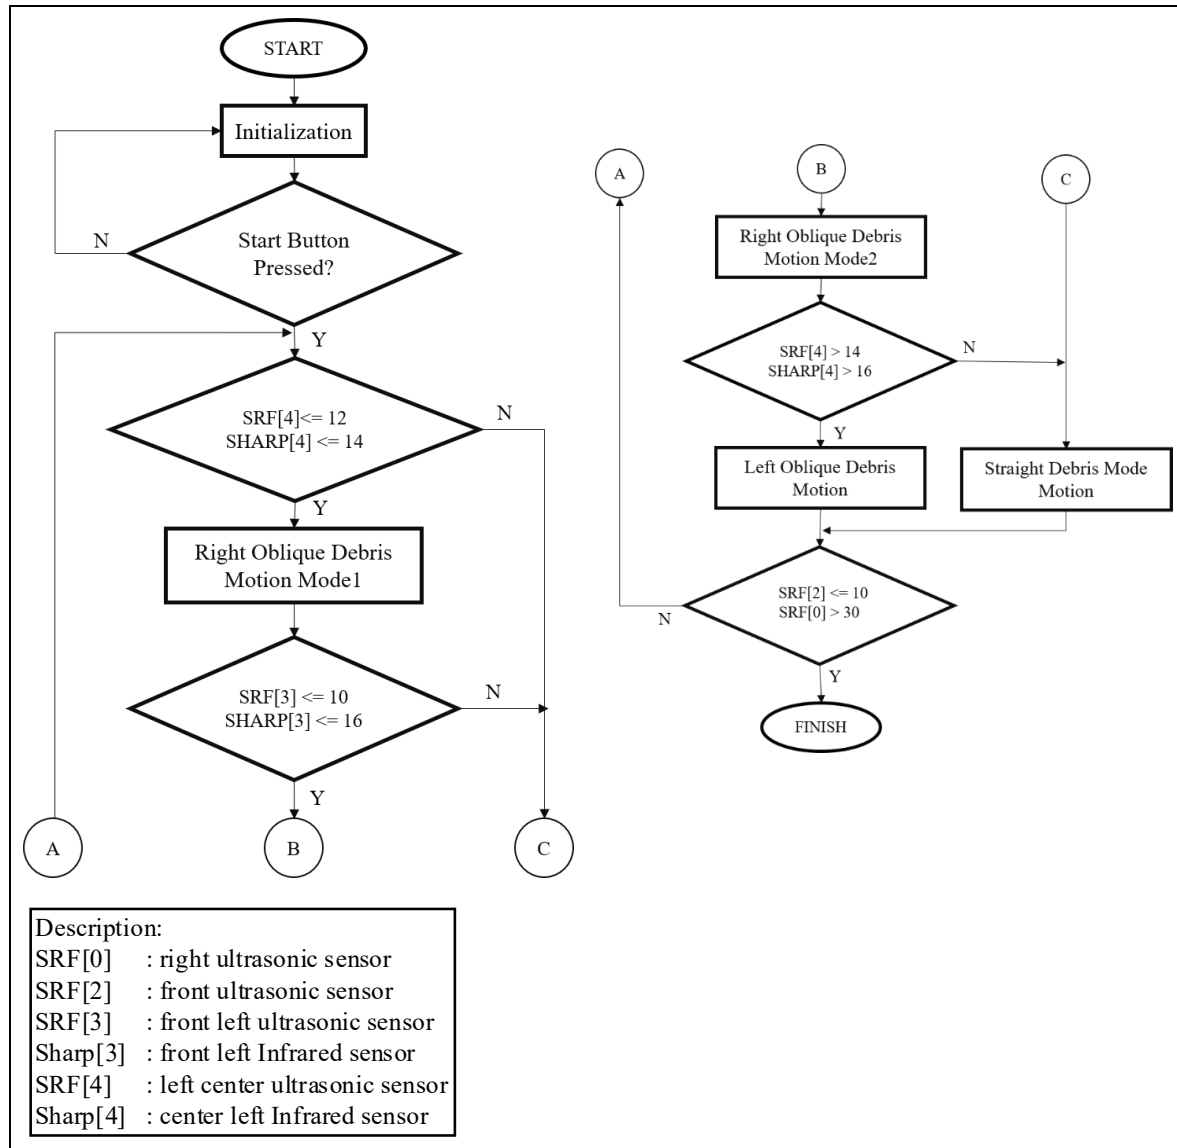 START
Initialization
N
Start Button
Pressed?
Y
SRF[4]<= 12
SHARP[4] <= 14
N
Y
Right Oblique Debris
Motion Mode1
SRF[3] <= 10
SHARP[3] <= 16
N
Y
A
B
C
A
B
C
Right Oblique Debris
Motion Mode2
SRF[4] > 14
SHARP[4] > 16
N
Y
Left Oblique Debris
Motion
Straight Debris Mode
Motion
SRF[2] <= 10
SRF[0] > 30
N
Y
FINISH
Description:
SRF[0] : right ultrasonic sensor
SRF[2] : front ultrasonic sensor
SRF[3] : front left ultrasonic sensor
Sharp[3] : front left Infrared sensor
SRF[4] : left center ultrasonic sensor
Sharp[4] : center left Infrared sensor